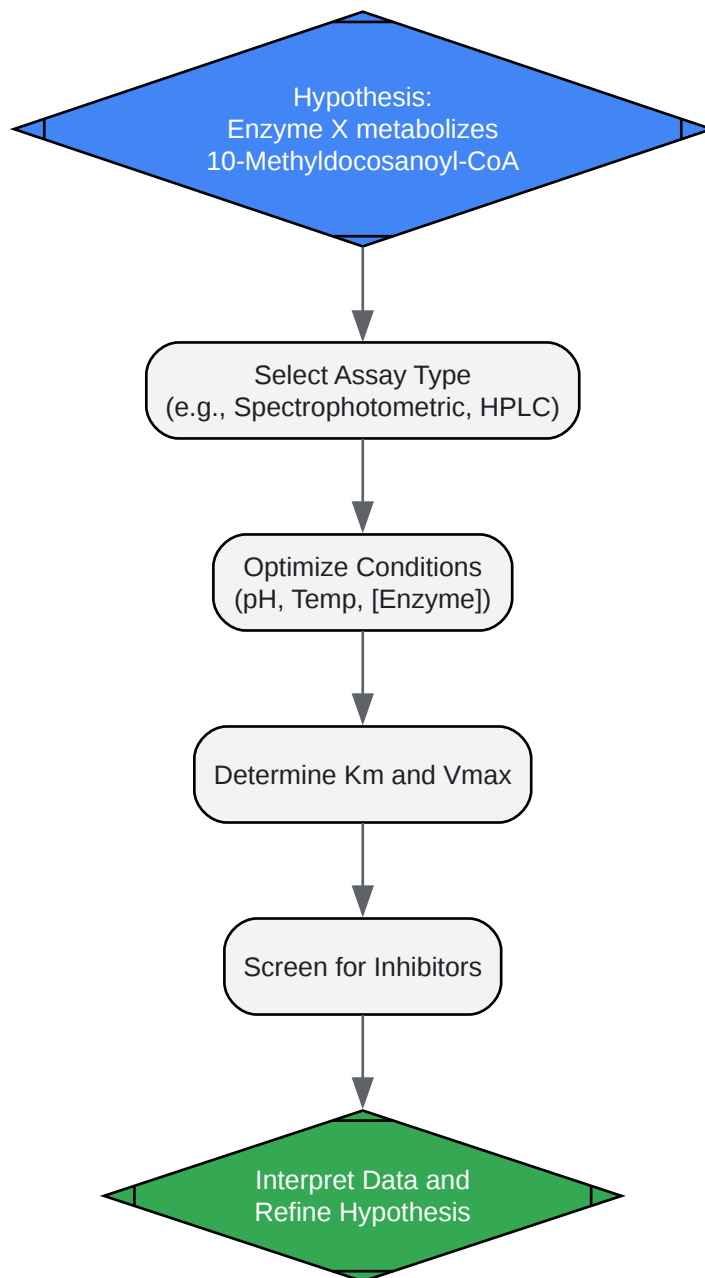 Hypothesis:
Enzyme X metabolizes
10-Methyldocosanoyl-CoA
Select Assay Type
(e.g., Spectrophotometric, HPLC)
Optimize Conditions
(pH, Temp, [Enzyme])
Determine Km and Vmax
Screen for Inhibitors
Interpret Data and
Refine Hypothesis